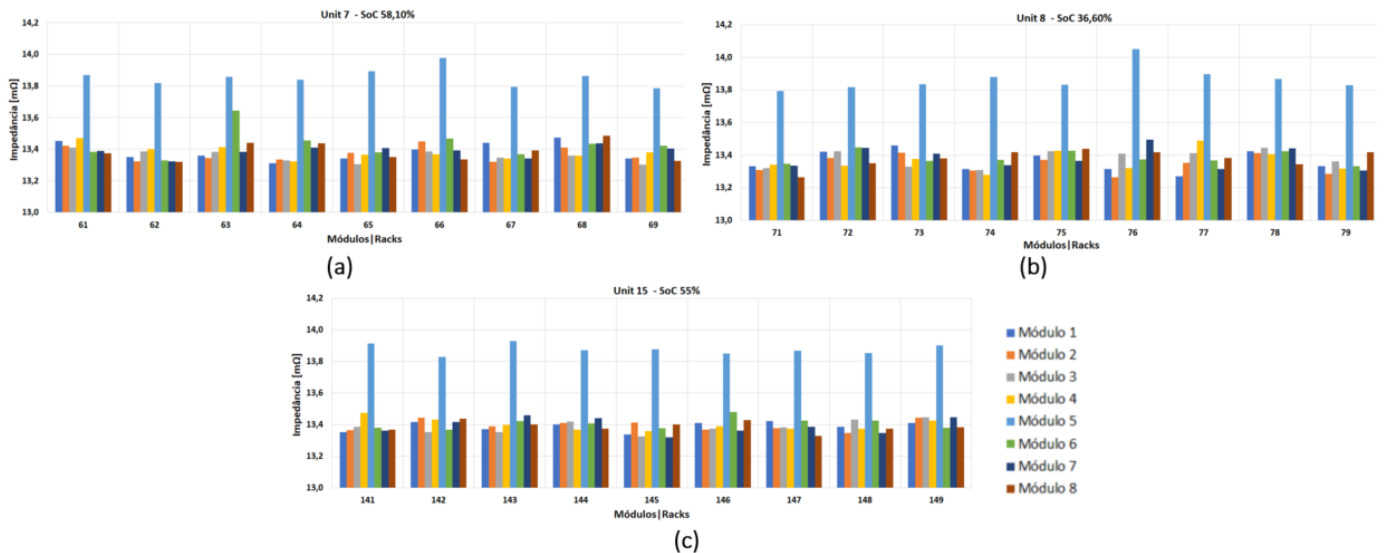 Unit 7 - SoC 58,10%
14,2
14,0
13,8
13,6
13,4
13,2
13,0
Impedância [mΩ]
61 62 63 64 65 66 67 68 69
Módulos|Racks
(a)
Unit 8 - SoC 36,60%
14,2
14,0
13,8
13,6
13,4
13,2
13,0
Impedância [mΩ]
71 72 73 74 75 76 77 78 79
Módulos|Racks
(b)
Unit 15 - SoC 55%
14,2
14,0
13,8
13,6
13,4
13,2
13,0
Impedância [mΩ]
141 142 143 144 145 146 147 148 149
Módulos|Racks
(c)
Módulo 1
Módulo 2
Módulo 3
Módulo 4
Módulo 5
Módulo 6
Módulo 7
Módulo 8